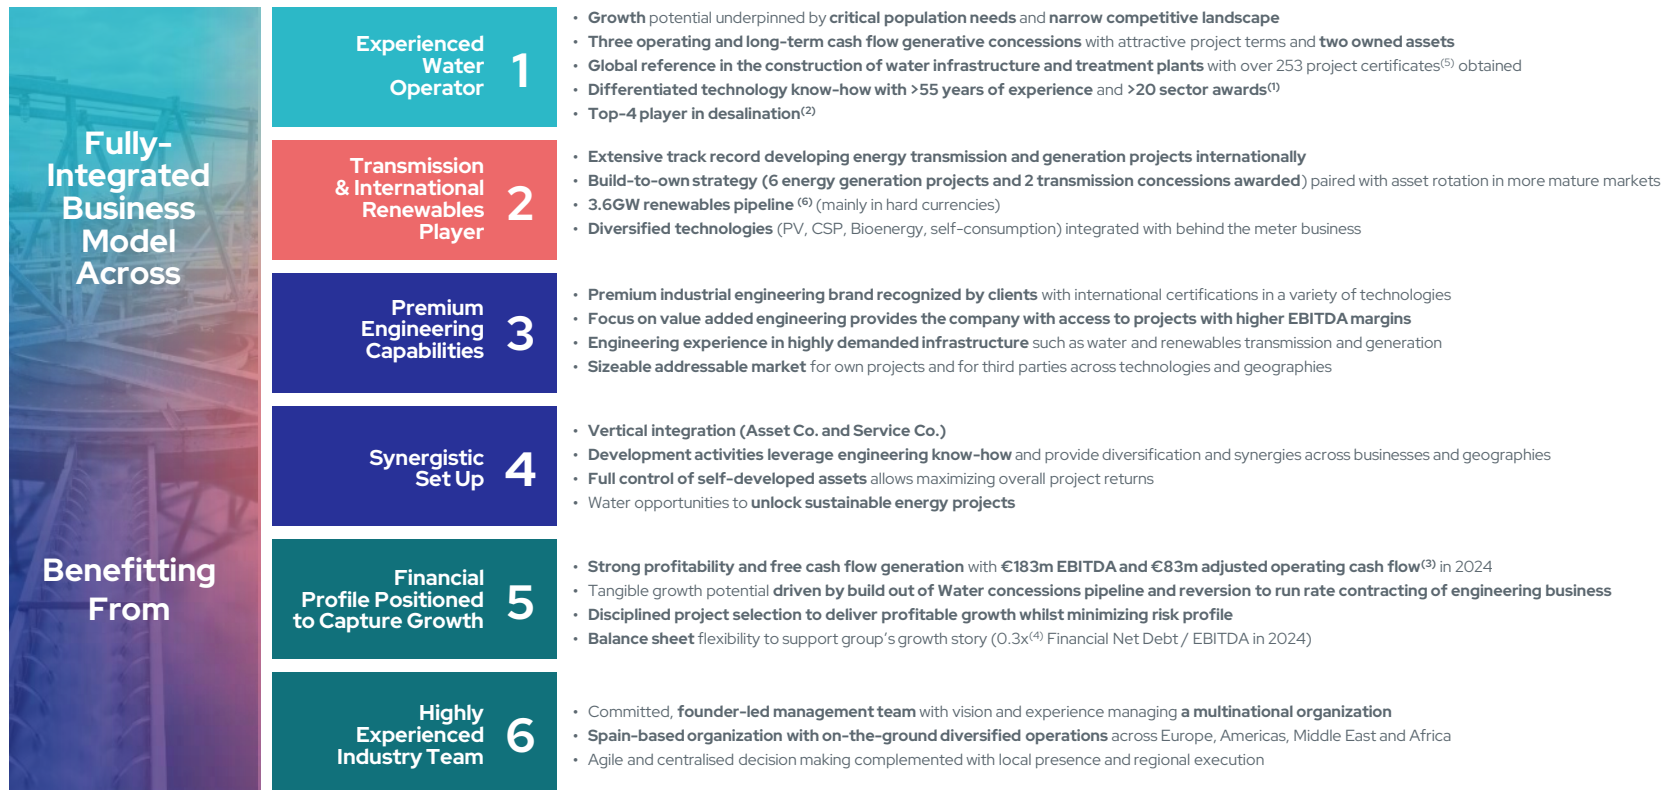 Fully-
Integrated
Business
Model
Across
Benefitting
From
Experienced
Water
Operator
1
• Growth potential underpinned by critical population needs and narrow competitive landscape
• Three operating and long-term cash flow generative concessions with attractive project terms and two owned assets
• Global reference in the construction of water infrastructure and treatment plants with over 253 project certificates(5) obtained
• Differentiated technology know-how with >55 years of experience and >20 sector awards(1)
• Top-4 player in desalination(2)
Transmission
& International
Renewables
Player
2
• Extensive track record developing energy transmission and generation projects internationally
• Build-to-own strategy (6 energy generation projects and 2 transmission concessions awarded) paired with asset rotation in more mature markets
• 3.6GW renewables pipeline (6) (mainly in hard currencies)
• Diversified technologies (PV, CSP, Bioenergy, self-consumption) integrated with behind the meter business
Premium
Engineering
Capabilities
3
• Premium industrial engineering brand recognized by clients with international certifications in a variety of technologies
• Focus on value added engineering provides the company with access to projects with higher EBITDA margins
• Engineering experience in highly demanded infrastructure such as water and renewables transmission and generation
• Sizeable addressable market for own projects and for third parties across technologies and geographies
Synergistic
Set Up
4
• Vertical integration (Asset Co. and Service Co.)
• Development activities leverage engineering know-how and provide diversification and synergies across businesses and geographies
• Full control of self-developed assets allows maximizing overall project returns
• Water opportunities to unlock sustainable energy projects
Financial
Profile Positioned
to Capture Growth
5
• Strong profitability and free cash flow generation with €183m EBITDA and €83m adjusted operating cash flow(3) in 2024
• Tangible growth potential driven by build out of Water concessions pipeline and reversion to run rate contracting of engineering business
• Disciplined project selection to deliver profitable growth whilst minimizing risk profile
• Balance sheet flexibility to support group's growth story (0.3x(4) Financial Net Debt / EBITDA in 2024)
Highly
Experienced
Industry Team
6
• Committed, founder-led management team with vision and experience managing a multinational organization
• Spain-based organization with on-the-ground diversified operations across Europe, Americas, Middle East and Africa
• Agile and centralised decision making complemented with local presence and regional execution